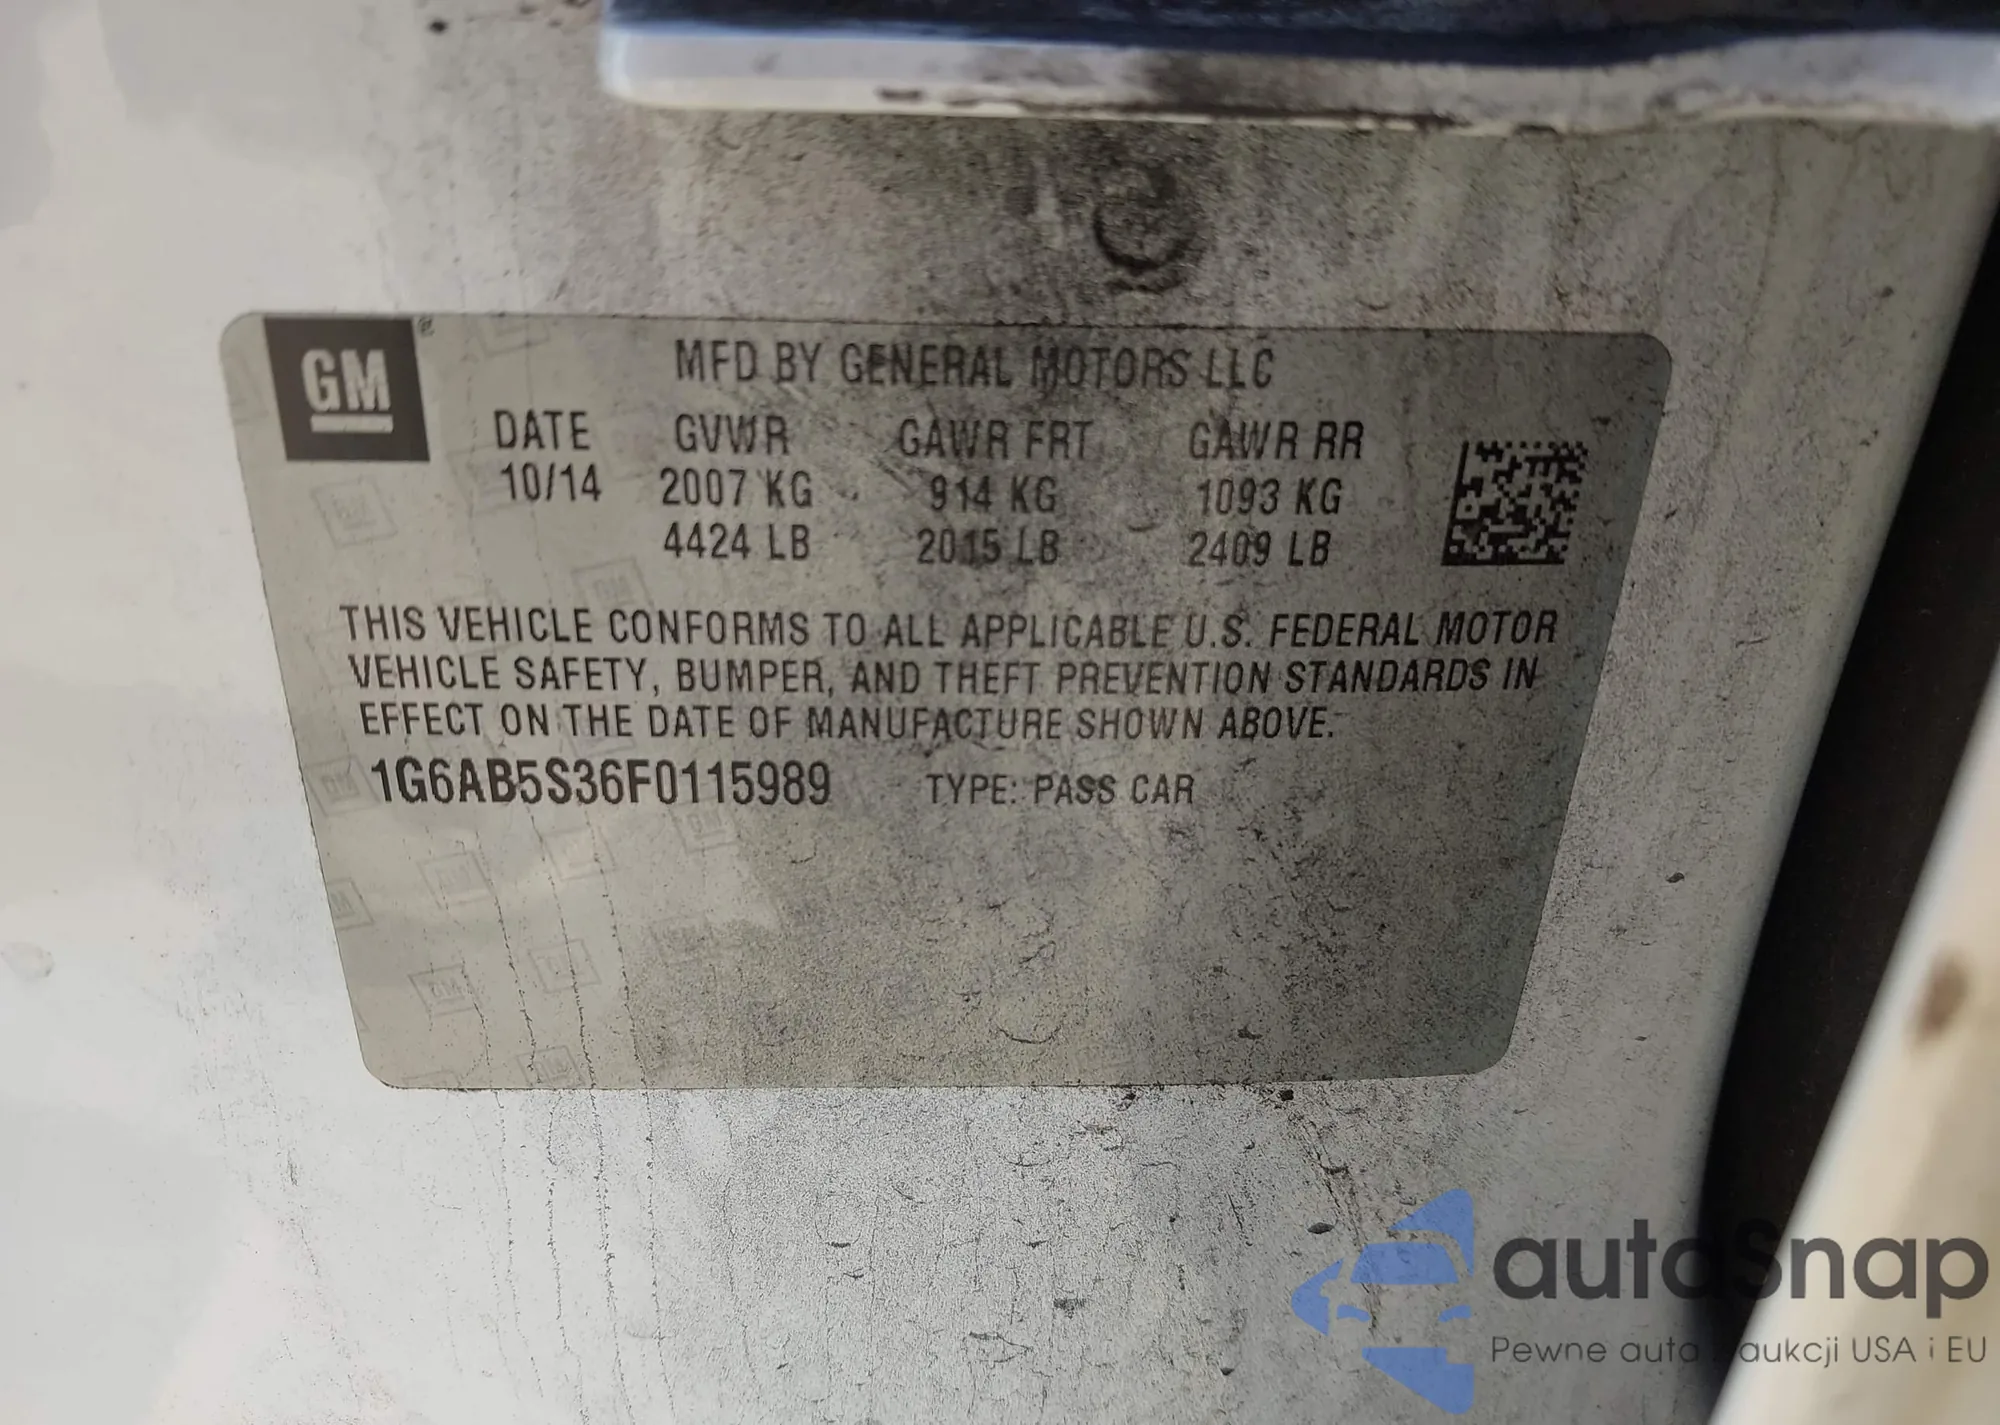 GM
MFD BY GENERAL MOTORS LLC
DATE GVWR GAWR FRT GAWR RR
10/14 2007 KG 914 KG 1093 KG
4424 LB 2015 LB 2409 LB
THIS VEHICLE CONFORMS TO ALL APPLICABLE U.S. FEDERAL MOTOR
VEHICLE SAFETY, BUMPER, AND THEFT PREVENTION STANDARDS IN
EFFECT ON THE DATE OF MANUFACTURE SHOWN ABOVE.
1G6AB5S36F0115989 TYPE: PASS CAR
autoSnap
Pewne auta aukcji USA i EU